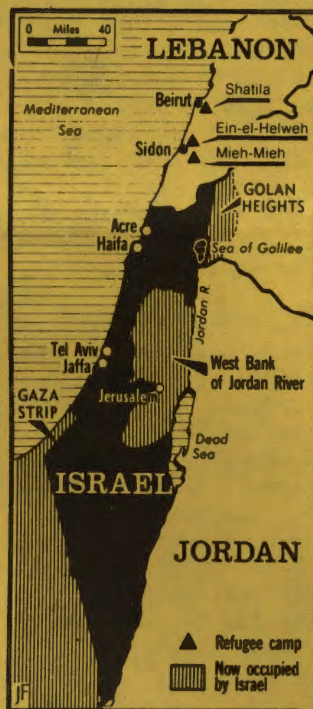 0 Miles 40
LEBANON
Beirut
Shatila
Mediterranean
Sea
Ein-el-Helweh
Sidon
Mieh-Mieh
GOLAN
HEIGHTS
Acre
Haifa
Sea of Galilee
Jordan R.
Tel Aviv
Jaffa
West Bank
of Jordan River
GAZA
STRIP
Jerusalem
Dead
Sea
ISRAEL
JORDAN
Refugee camp
Now occupied
by Israel
JF